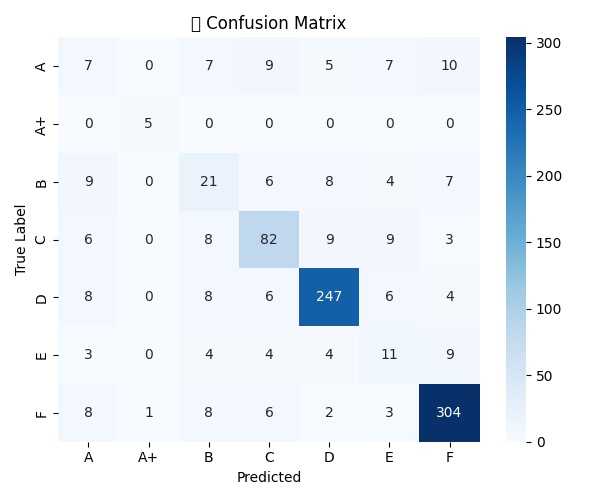 Confusion Matrix
A 7 0 7 9 5 7 10
A+ 0 5 0 0 0 0 0
B 9 0 21 6 8 4 7
C 6 0 8 82 9 9 3
D 8 0 8 6 247 6 4
E 3 0 4 4 4 11 9
F 8 1 8 6 2 3 304
A A+ B C D E F
Predicted
True Label
300
250
200
150
100
50
0